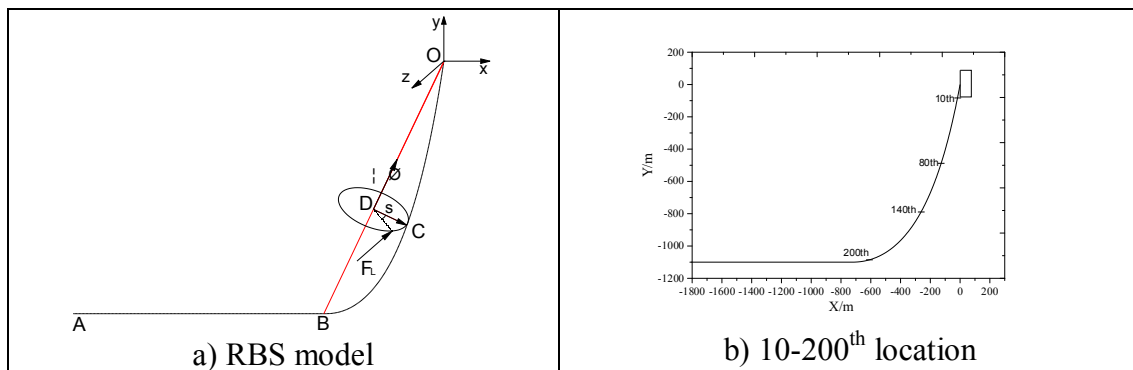 y
O
x
z
Ø
D
s
C
FL
A
B
a) RBS model
200
0
-200
-400
-600
-800
-1000
-1200
Y/m
10th
80th
140th
200th
-1800 -1600 -1400 -1200 -1000 -800 -600 -400 -200 0 200
X/m
b) 10-200th location